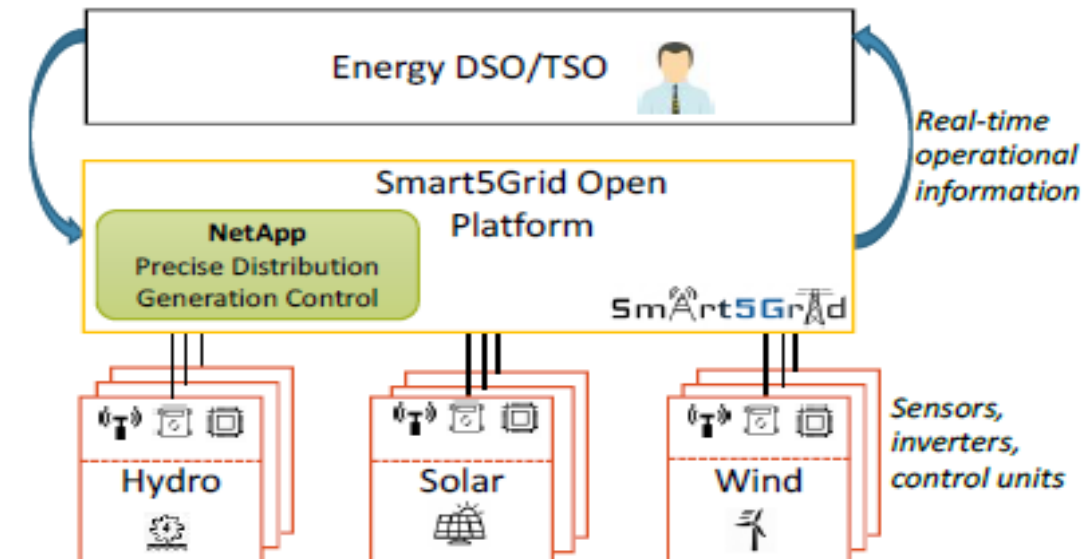 Energy DSO/TSO
Real-time
operational
information
Smart5Grid Open
Platform
NetApp
Precise Distribution
Generation Control
Smart5Grid
Sensors,
inverters,
control units
Hydro
Solar
Wind